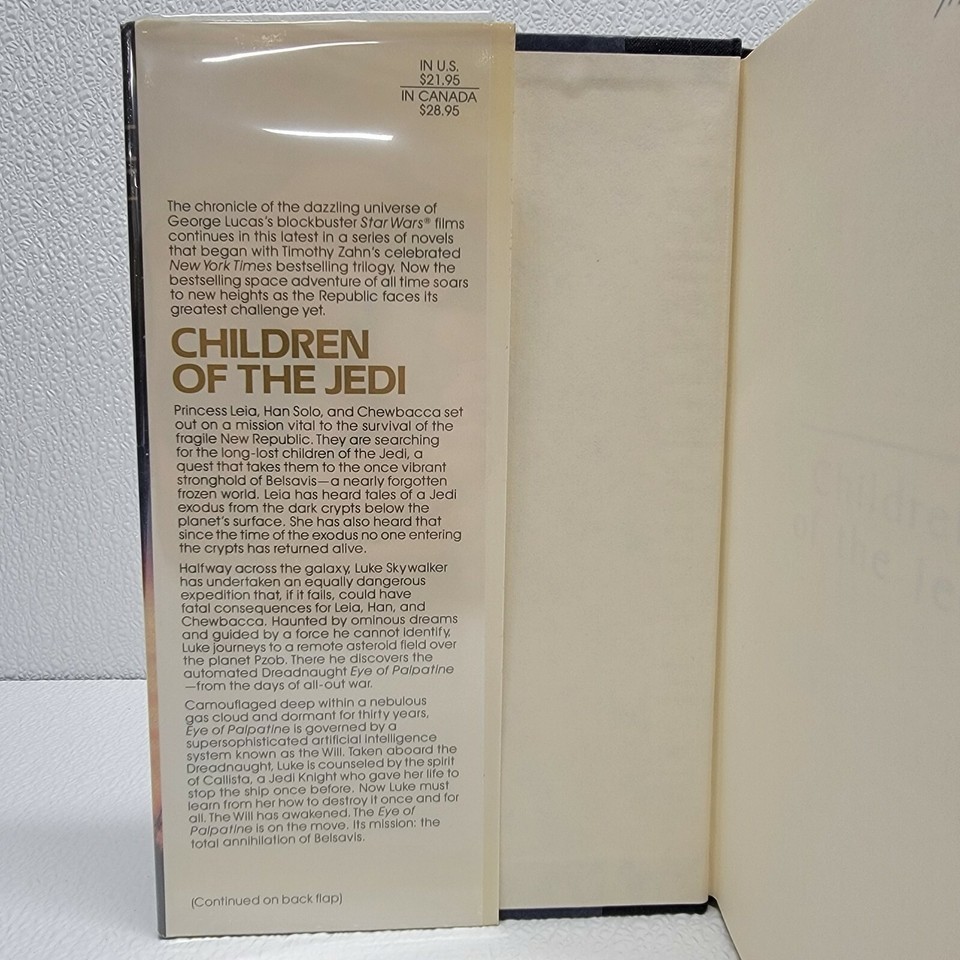 IN U.S.
$21.95
IN CANADA
$28.95
The chronicle of the dazzling universe of
George Lucas's blockbuster Star Wars® films
continues in this latest in a series of novels
that began with Timothy Zahn's celebrated
New York Times bestselling trilogy. Now the
bestselling space adventure of all time soars
to new heights as the Republic faces its
greatest challenge yet.
CHILDREN
OF THE JEDI
Princess Leia, Han Solo, and Chewbacca set
out on a mission vital to the survival of the
fragile New Republic. They are searching
for the long-lost children of the Jedi, a
quest that takes them to the once vibrant
stronghold of Belsavis—a nearly forgotten
frozen world. Leia has heard tales of a Jedi
exodus from the dark crypts below the
planet's surface. She has also heard that
since the time of the exodus no one entering
the crypts has returned alive.
Halfway across the galaxy, Luke Skywalker
has undertaken an equally dangerous
expedition that, if it fails, could have
fatal consequences for Leia, Han, and
Chewbacca. Haunted by ominous dreams
and guided by a force he cannot identify,
Luke journeys to a remote asteroid field over
the planet Pzob. There he discovers the
automated Dreadnaught Eye of Palpatine
—from the days of all-out war.
Camouflaged deep within a nebulous
gas cloud and dormant for thirty years,
Eye of Palpatine is governed by a
supersophisticated artificial intelligence
system known as the Will. Taken aboard the
Dreadnaught, Luke is counseled by the spirit
of Callista, a Jedi Knight who gave her life to
stop the ship once before. Now Luke must
learn from her how to destroy it once and for
all. The Will has awakened. The Eye of
Palpatine is on the move. Its mission: the
total annihilation of Belsavis.
(Continued on back flap)